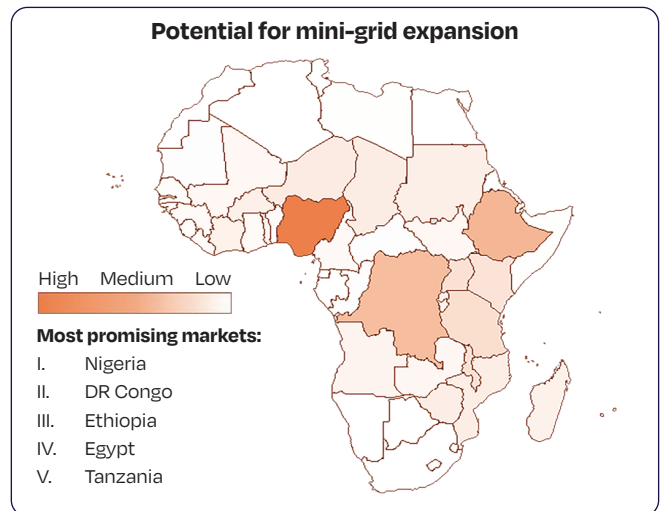 Potential for mini-grid expansion
High Medium Low
Most promising markets:
I. Nigeria
II. DR Congo
III. Ethiopia
IV. Egypt
V. Tanzania